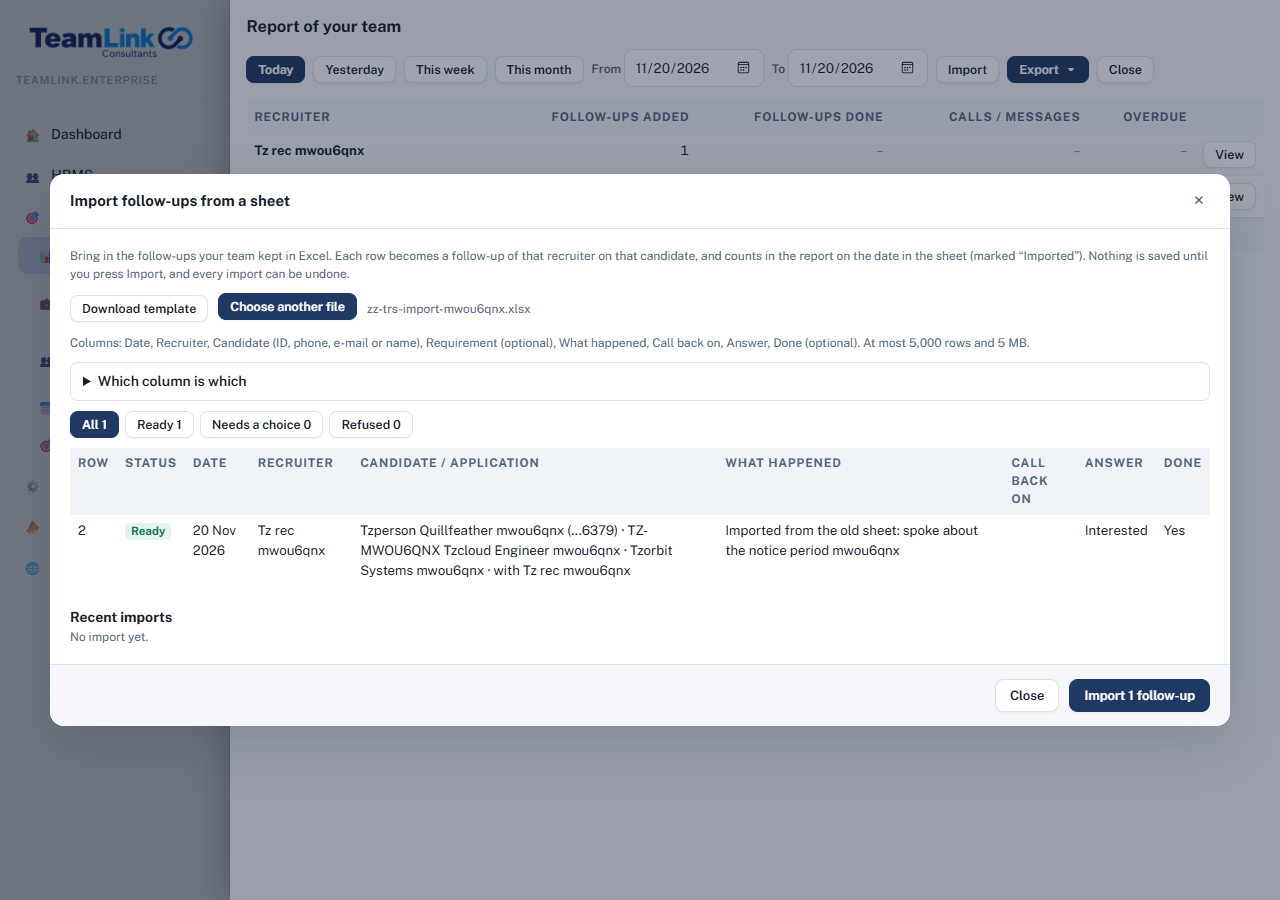 TeamLink
Consultants
TEAMLINK.ENTERPRISE
Dashboard
HRMS
Report of your team
Today Yesterday This week This month From 11/20/2026 To 11/20/2026 Import Export Close
RECRUITER FOLLOW-UPS ADDED FOLLOW-UPS DONE CALLS / MESSAGES OVERDUE
Tz rec mwou6qnx 1 – – – View
Import follow-ups from a sheet ×
Bring in the follow-ups your team kept in Excel. Each row becomes a follow-up of that recruiter on that candidate, and counts in the report on the date in the sheet (marked “Imported”). Nothing is saved until
you press Import, and every import can be undone.
Download template Choose another file zz-trs-import-mwou6qnx.xlsx
Columns: Date, Recruiter, Candidate (ID, phone, e-mail or name), Requirement (optional), What happened, Call back on, Answer, Done (optional). At most 5,000 rows and 5 MB.
▶ Which column is which
All 1 Ready 1 Needs a choice 0 Refused 0
ROW STATUS DATE RECRUITER CANDIDATE / APPLICATION WHAT HAPPENED CALL BACK ON ANSWER DONE
2 Ready 20 Nov 2026 Tz rec mwou6qnx Tzperson Quillfeather mwou6qnx (…6379) · TZ-MWOU6QNX Tzcloud Engineer mwou6qnx · Tzorbit Systems mwou6qnx · with Tz rec mwou6qnx Imported from the old sheet: spoke about the notice period mwou6qnx Interested Yes
Recent imports
No import yet.
Close Import 1 follow-up